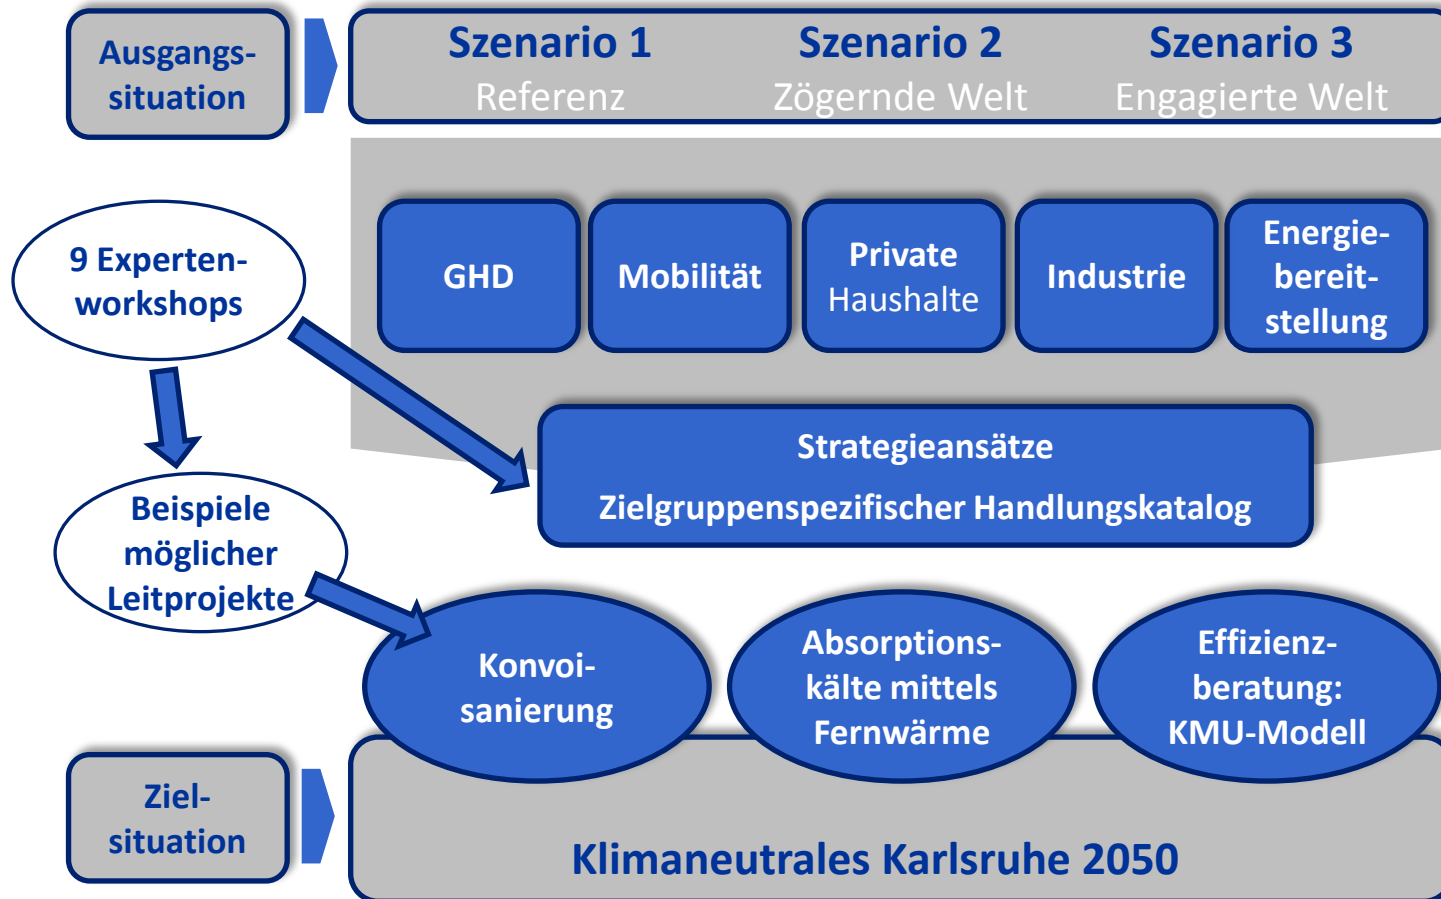 Ausgangs-
situation
Szenario 1
Referenz
Szenario 2
Zögernde Welt
Szenario 3
Engagierte Welt
9 Experten-
workshops
GHD
Mobilität
Private
Haushalte
Industrie
Energie-
bereit-
stellung
Strategieansätze
Zielgruppenspezifischer Handlungskatalog
Beispiele
möglicher
Leitprojekte
Konvoi-
sanierung
Absorptions-
kälte mittels
Fernwärme
Effizienz-
beratung:
KMU-Modell
Ziel-
situation
Klimaneutrales Karlsruhe 2050